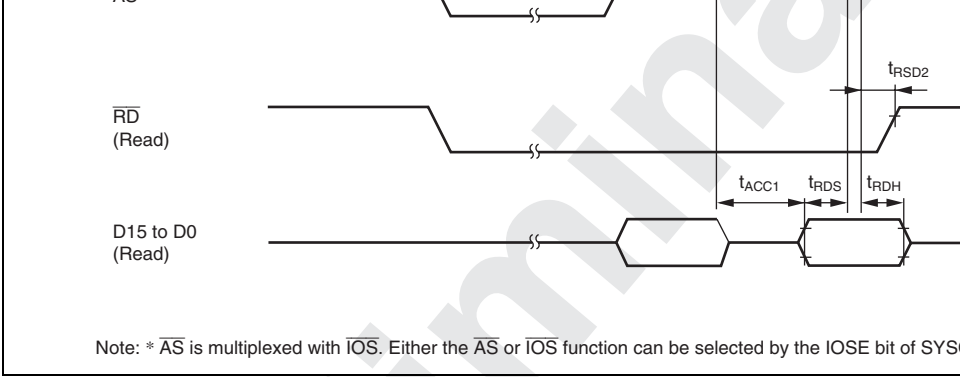 AS
tRSD2
RD
(Read)
tACC1 tRDS tRDH
D15 to D0
(Read)
Note: * AS is multiplexed with IOS. Either the AS or IOS function can be selected by the IOSE bit of